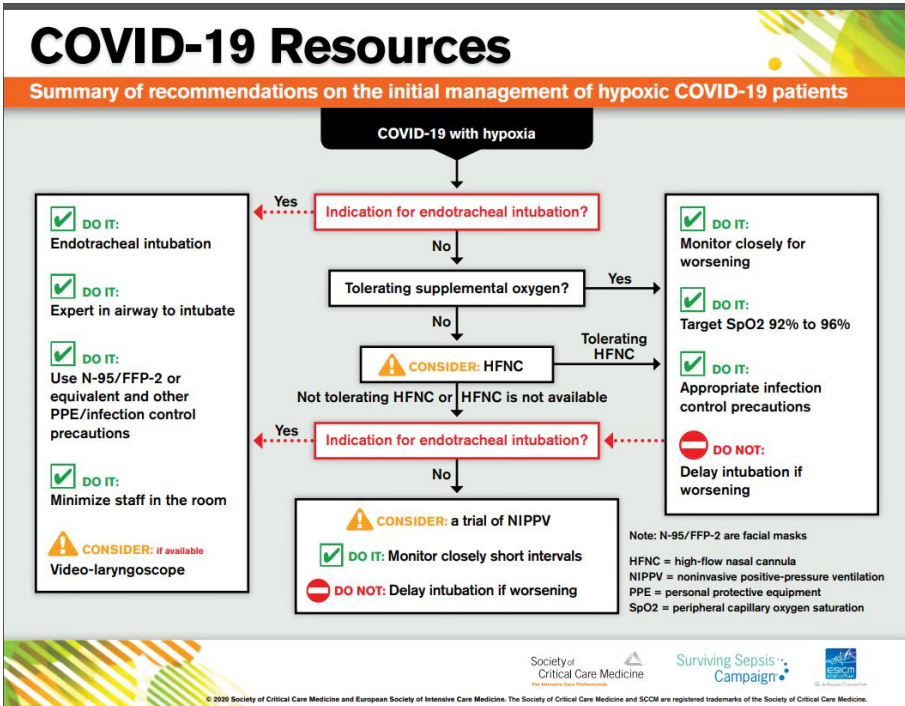 COVID-19 Resources
Summary of recommendations on the initial management of hypoxic COVID-19 patients
COVID-19 with hypoxia
Indication for endotracheal intubation?
Yes
No
DO IT:
Endotracheal intubation
DO IT:
Expert in airway to intubate
DO IT:
Use N-95/FFP-2 or
equivalent and other
PPE/infection control
precautions
DO IT:
Minimize staff in the room
CONSIDER: if available
Video-laryngoscope
Tolerating supplemental oxygen?
Yes
No
CONSIDER: HFNC
Tolerating
HFNC
Not tolerating HFNC or HFNC is not available
Indication for endotracheal intubation?
Yes
No
CONSIDER: a trial of NIPPV
DO IT: Monitor closely short intervals
DO NOT: Delay intubation if worsening
DO IT:
Monitor closely for
worsening
DO IT:
Target SpO2 92% to 96%
DO IT:
Appropriate infection
control precautions
DO NOT:
Delay intubation if
worsening
Note: N-95/FFP-2 are facial masks
HFNC = high-flow nasal cannula
NIPPV = noninvasive positive-pressure ventilation
PPE = personal protective equipment
SpO2 = peripheral capillary oxygen saturation
Society of
Critical Care Medicine
The Intensive Care Professionals
Surviving Sepsis
Campaign
ESICM
© 2020 Society of Critical Care Medicine and European Society of Intensive Care Medicine. The Society of Critical Care Medicine and SCCM are registered trademarks of the Society of Critical Care Medicine.